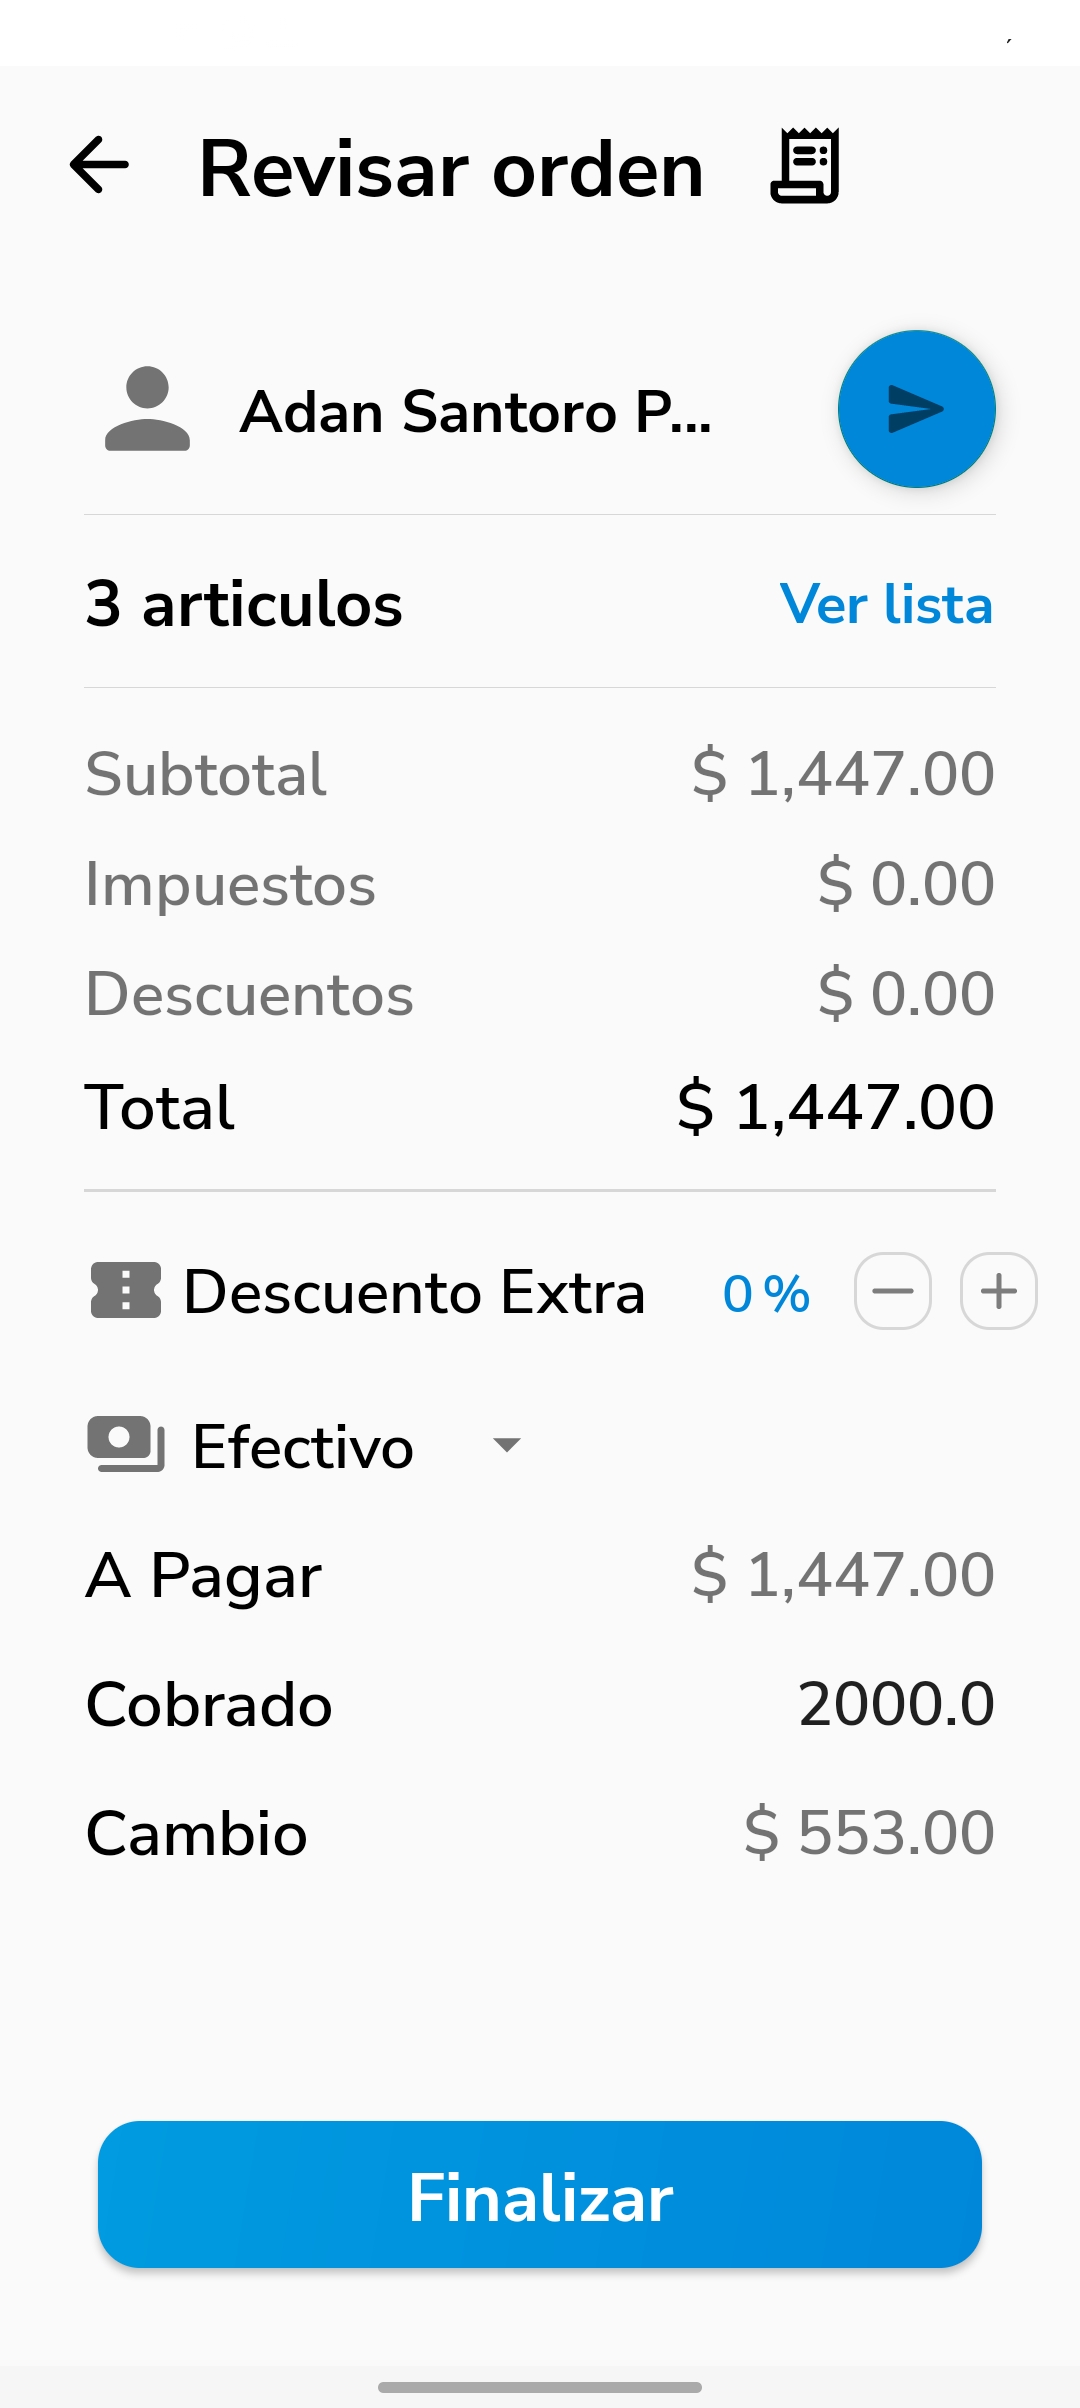 Revisar orden
Adan Santoro P...
3 articulos Ver lista
Subtotal $ 1,447.00
Impuestos $ 0.00
Descuentos $ 0.00
Total $ 1,447.00
Descuento Extra 0 %
Efectivo
A Pagar $ 1,447.00
Cobrado 2000.0
Cambio $ 553.00
Finalizar